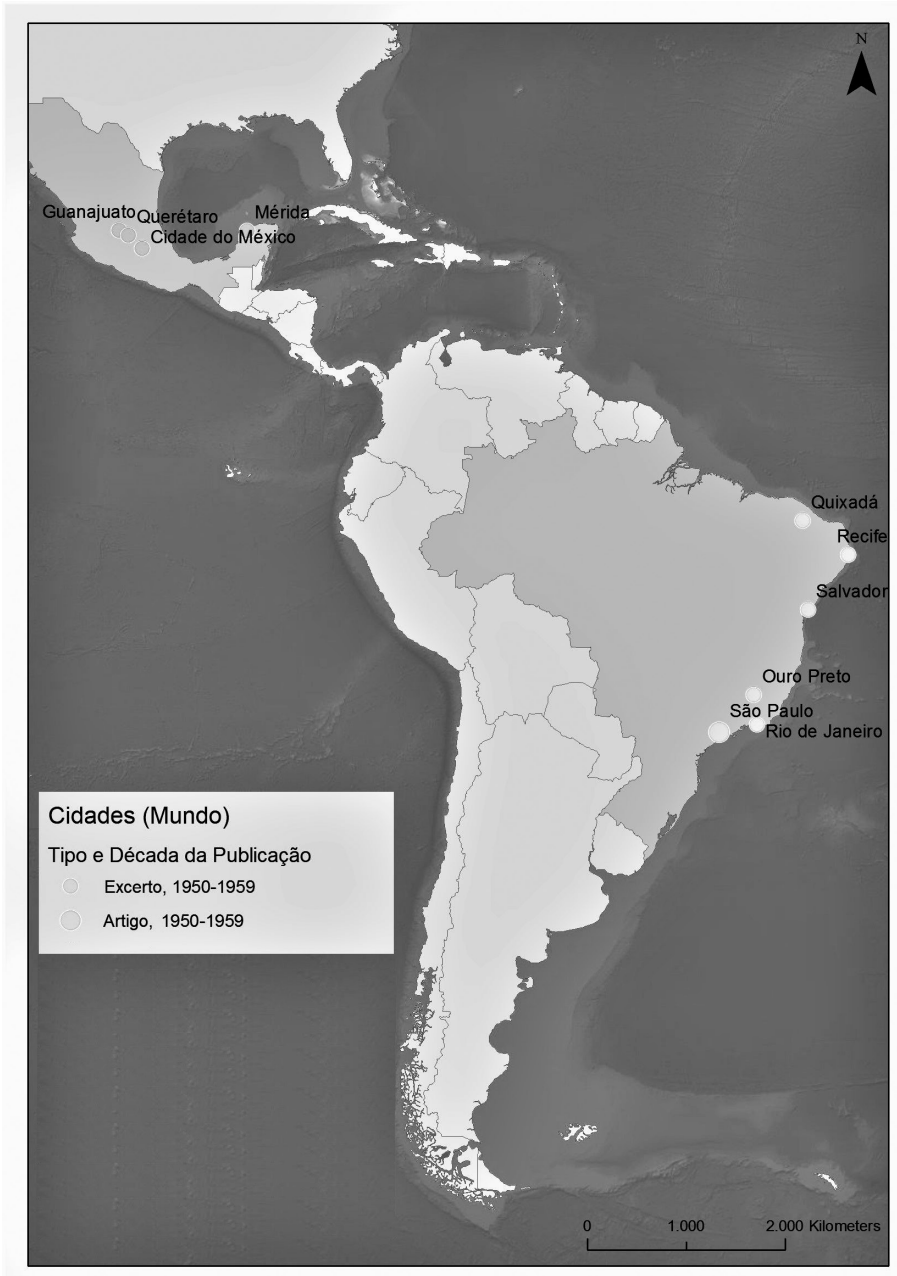 N
Guanajuato
Querétaro
Mérida
Cidade do México
Quixadá
Recife
Salvador
Ouro Preto
São Paulo
Rio de Janeiro
Cidades (Mundo)
Tipo e Década da Publicação
Excerto, 1950-1959
Artigo, 1950-1959
0 1.000 2.000 Kilometers